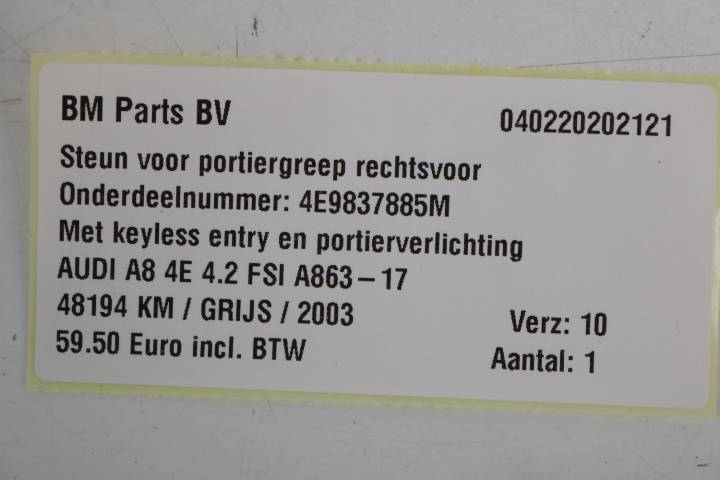 BM Parts BV 040220202121
Steun voor portiergreep rechtsvoor
Onderdeelnummer: 4E9837885M
Met keyless entry en portierverlichting
AUDI A8 4E 4.2 FSI A863-17
48194 KM / GRIJS / 2003 Verz: 10
59.50 Euro incl. BTW Aantal: 1